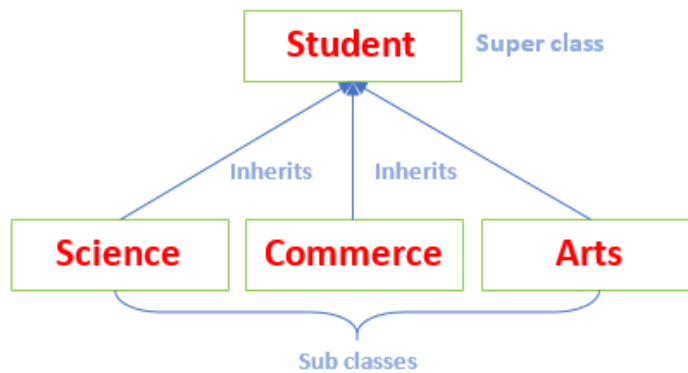 Student
Super class
Inherits
Inherits
Science
Commerce
Arts
Sub classes